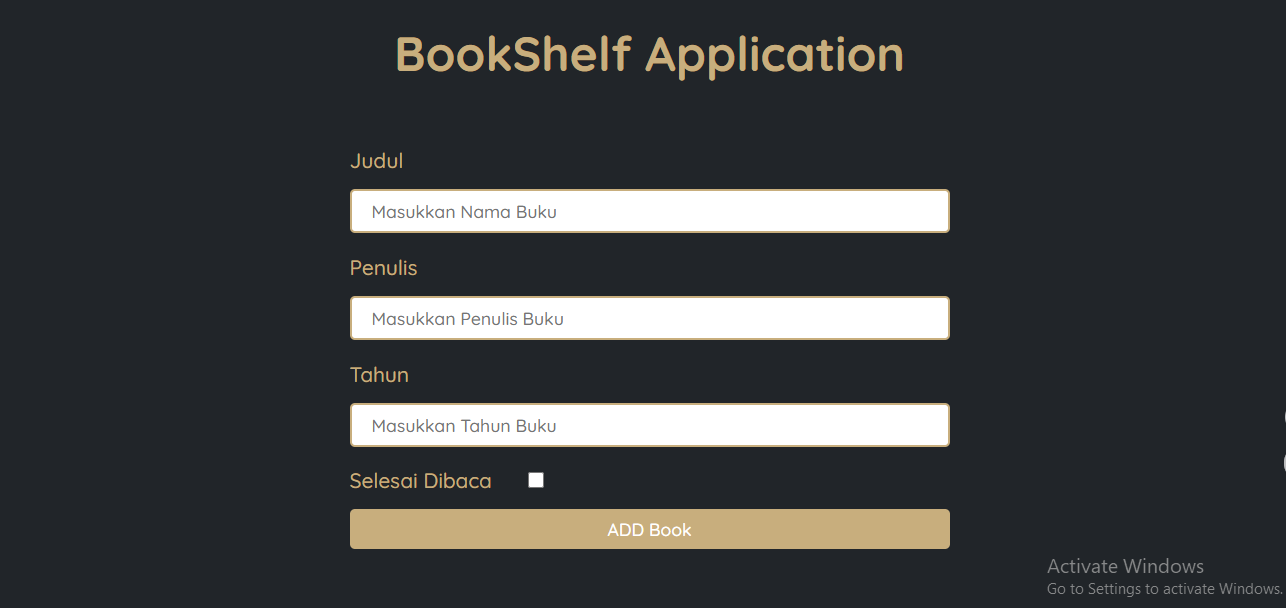 BookShelf Application
Judul
Masukkan Nama Buku
Penulis
Masukkan Penulis Buku
Tahun
Masukkan Tahun Buku
Selesai Dibaca
ADD Book
Activate Windows
Go to Settings to activate Windows.